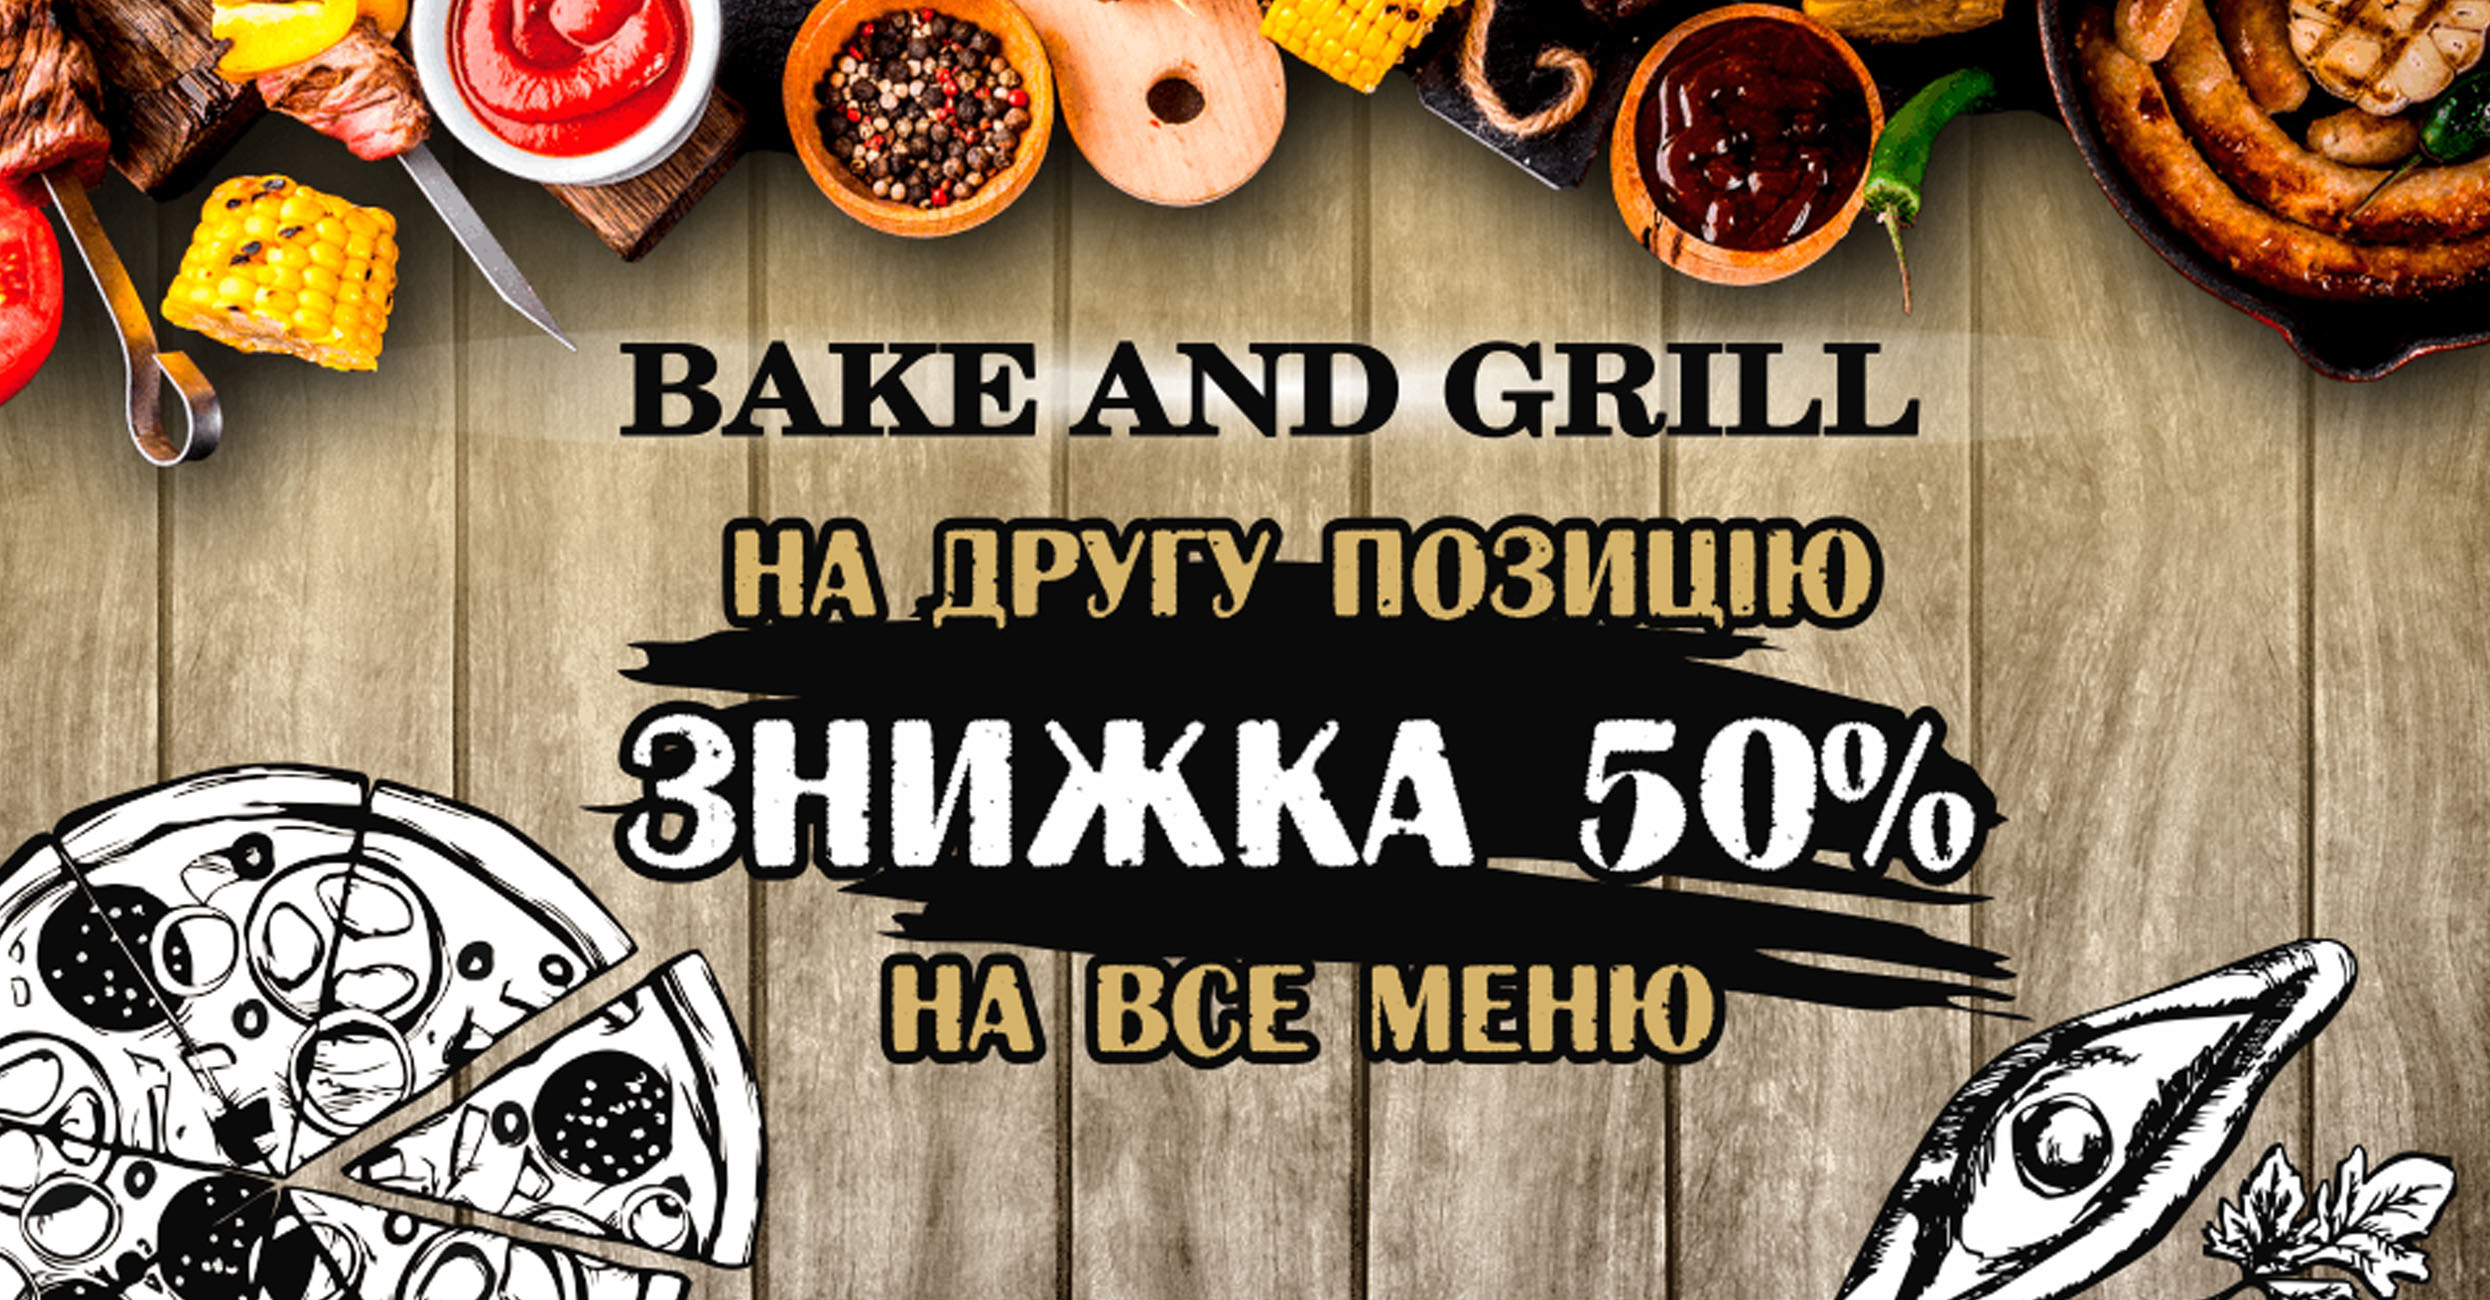 BAKE AND GRILL
НА ДРУГУ ПОЗИЦІЮ
ЗНИЖКА 50%
НА ВСЕ МЕНЮ